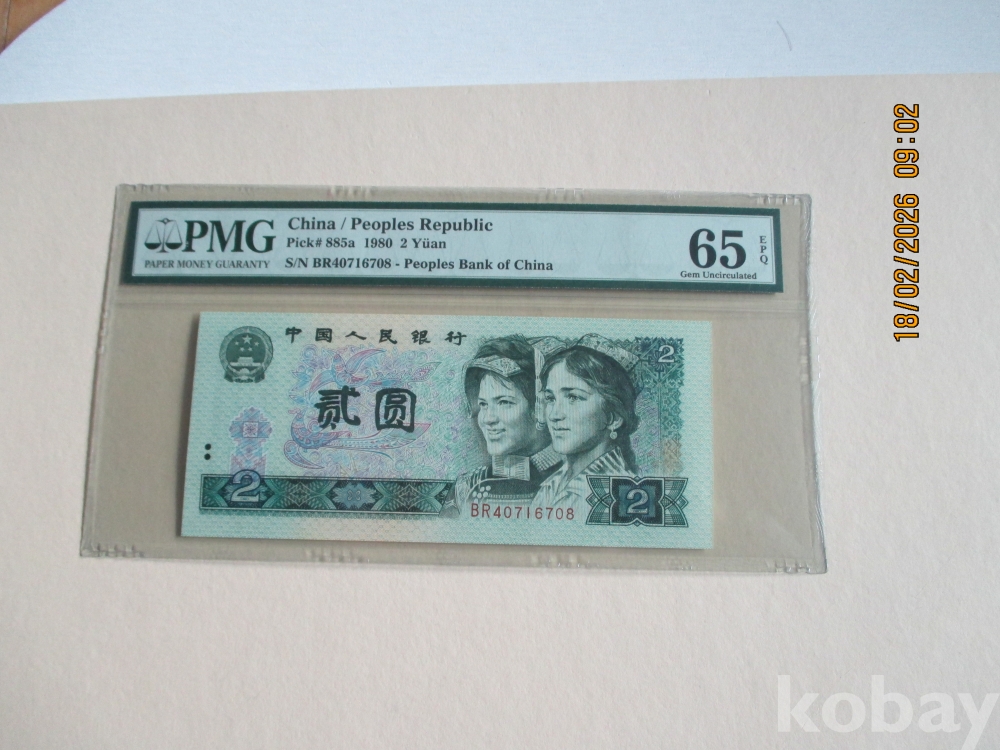 18/02/2026 09:02
PMG
PAPER MONEY GUARANTY
China / Peoples Republic
Pick# 885a 1980 2 Yüan
S/N BR40716708 - Peoples Bank of China
65
EPQ
Gem Uncirculated
中国人民银行
2
贰圆
2
2
BR40716708
kobay